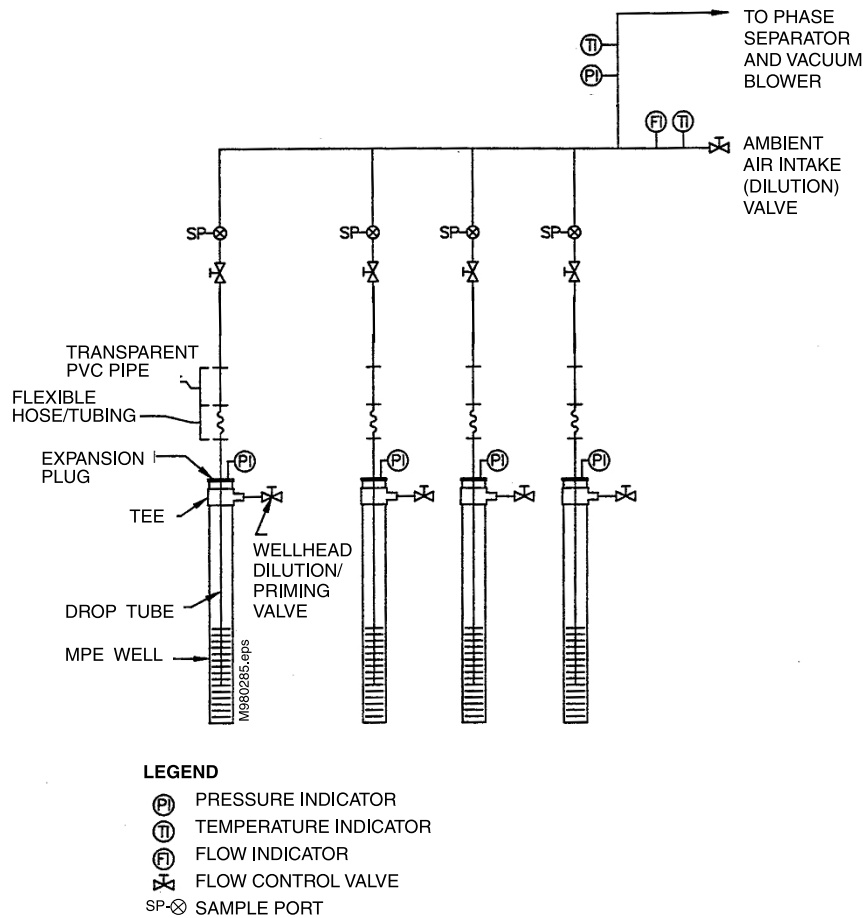 TO PHASE
SEPARATOR
AND VACUUM
BLOWER
TI
PI
FI
TI
AMBIENT
AIR INTAKE
(DILUTION)
VALVE
SP
SP
SP
SP
TRANSPARENT
PVC PIPE
FLEXIBLE
HOSE/TUBING
EXPANSION
PLUG
PI
PI
PI
PI
TEE
WELLHEAD
DILUTION/
PRIMING
VALVE
DROP TUBE
MPE WELL
M980285.eps
LEGEND
PI PRESSURE INDICATOR
TI TEMPERATURE INDICATOR
FI FLOW INDICATOR
FLOW CONTROL VALVE
SP- SAMPLE PORT